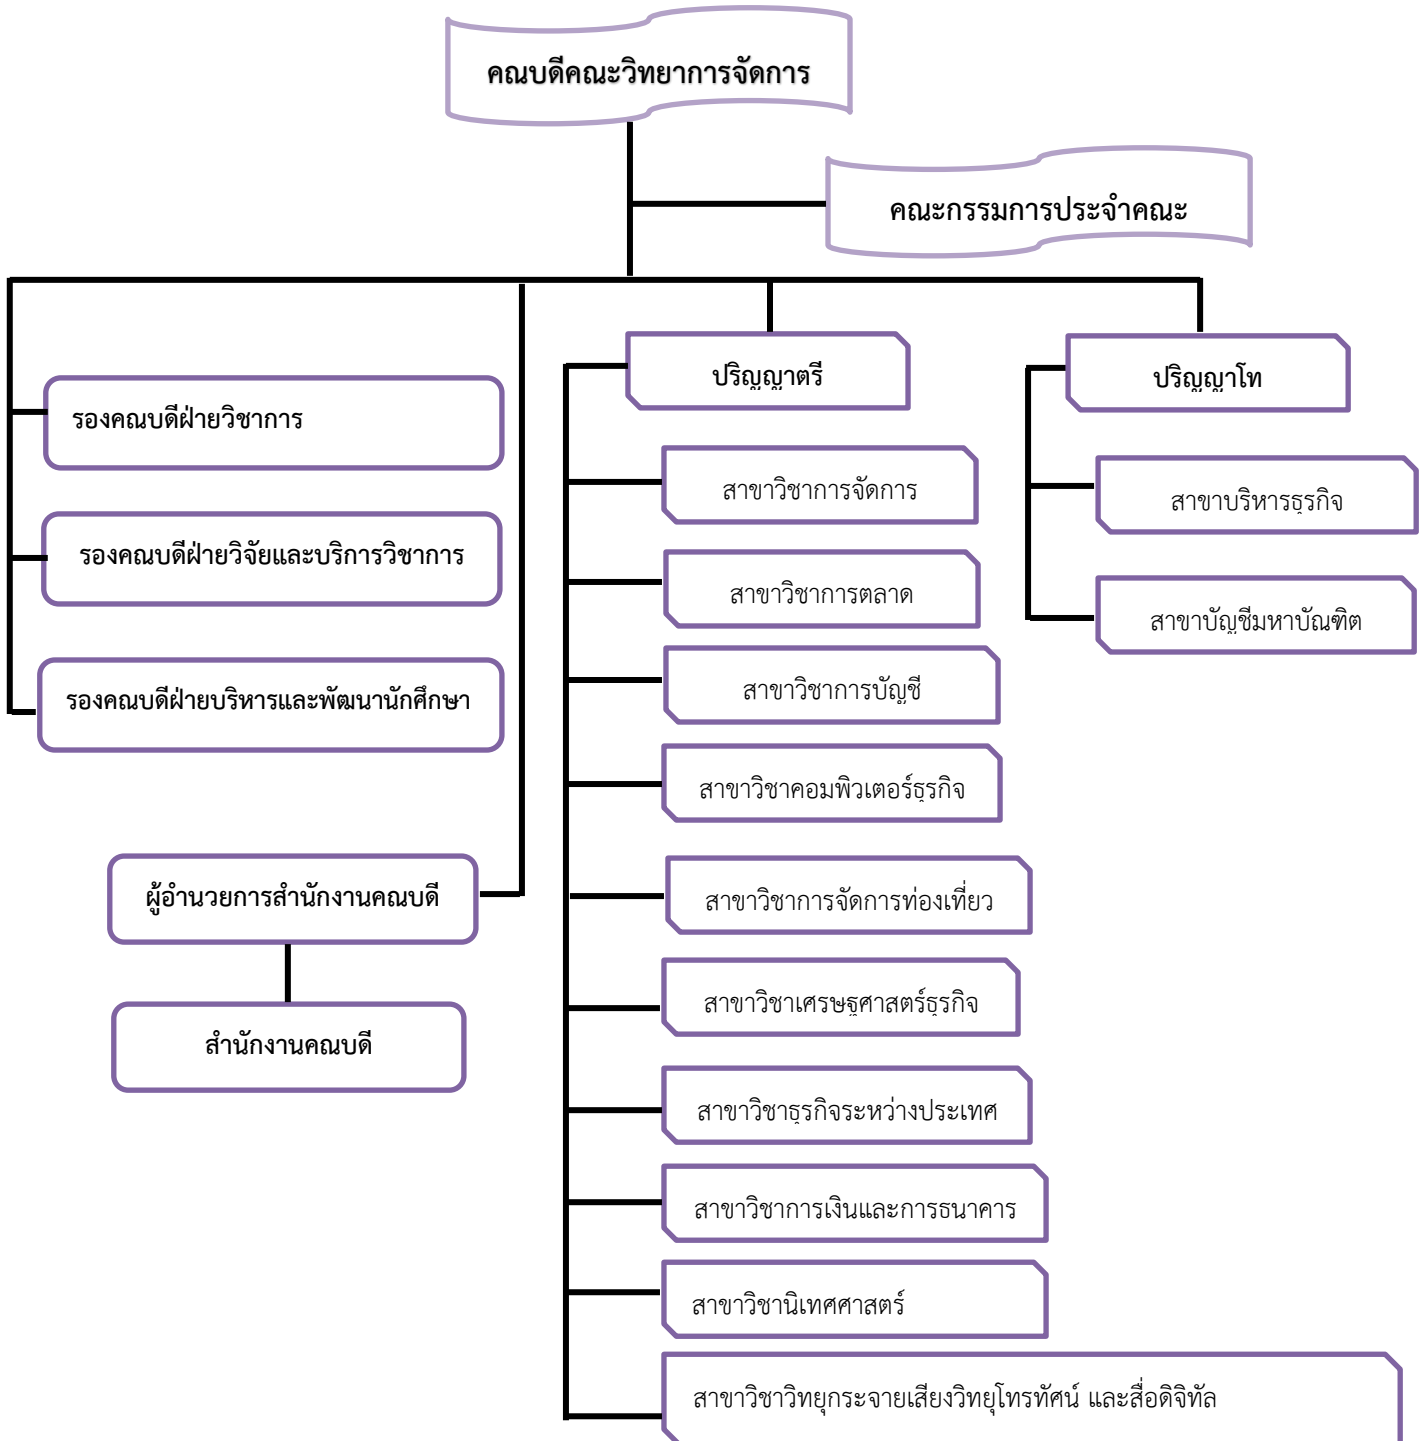 คณบดีคณะวิทยาการจัดการ
คณะกรรมการประจำคณะ
รองคณบดีฝ่ายวิชาการ
รองคณบดีฝ่ายวิจัยและบริการวิชาการ
รองคณบดีฝ่ายบริหารและพัฒนานักศึกษา
ผู้อำนวยการสำนักงานคณบดี
สำนักงานคณบดี
ปริญญาตรี
สาขาวิชาการจัดการ
สาขาวิชาการตลาด
สาขาวิชาการบัญชี
สาขาวิชาคอมพิวเตอร์ธุรกิจ
สาขาวิชาการจัดการท่องเที่ยว
สาขาวิชาเศรษฐศาสตร์ธุรกิจ
สาขาวิชาธุรกิจระหว่างประเทศ
สาขาวิชาการเงินและการธนาคาร
สาขาวิชานิเทศศาสตร์
สาขาวิชาวิทยุกระจายเสียงวิทยุโทรทัศน์ และสื่อดิจิทัล
ปริญญาโท
สาขาบริหารธุรกิจ
สาขาบัญชีมหาบัณฑิต